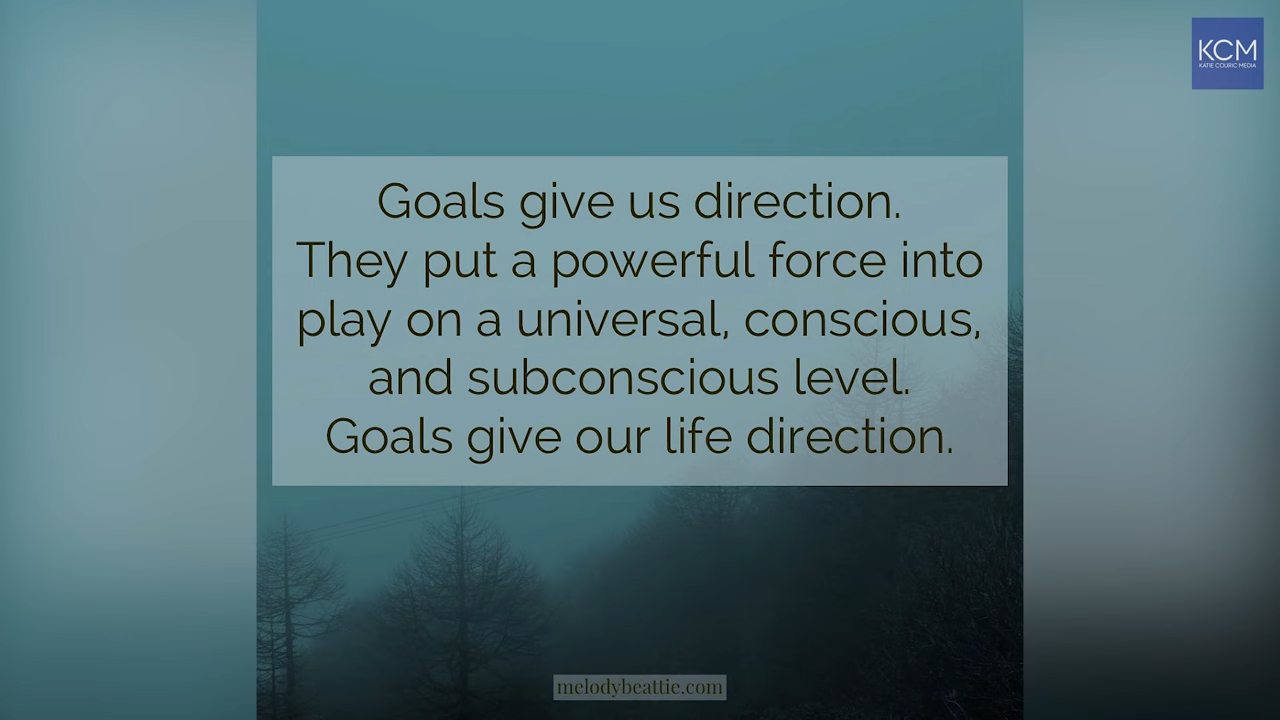 KCM
KATIE COURIC MEDIA
Goals give us direction.
They put a powerful force into
play on a universal, conscious,
and subconscious level.
Goals give our life direction.
melodybeattie.com